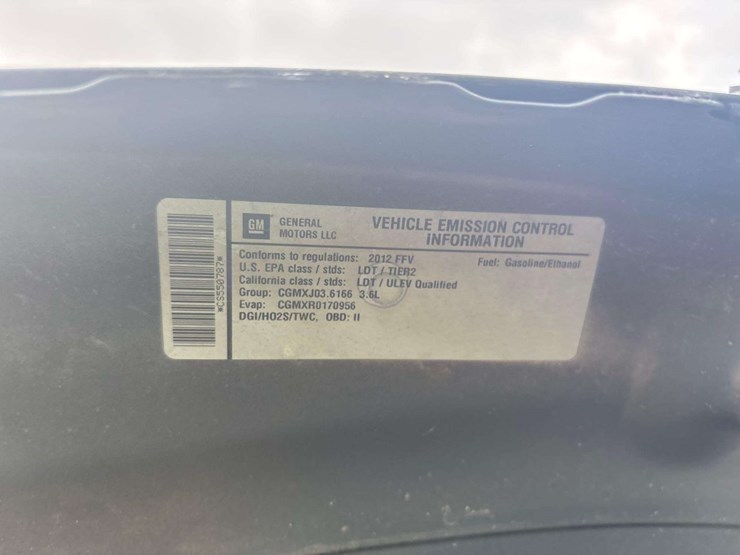 *CS550787*
GM GENERAL
MOTORS LLC
VEHICLE EMISSION CONTROL
INFORMATION
Conforms to regulations: 2012 FFV
Fuel: Gasoline/Ethanol
U.S. EPA class / stds: LDT / TIER2
California class / stds: LDT / ULEV Qualified
Group: CGMXJ03.6166 3.6L
Evap: CGMXR0170956
DGI/HO2S/TWC, OBD: II